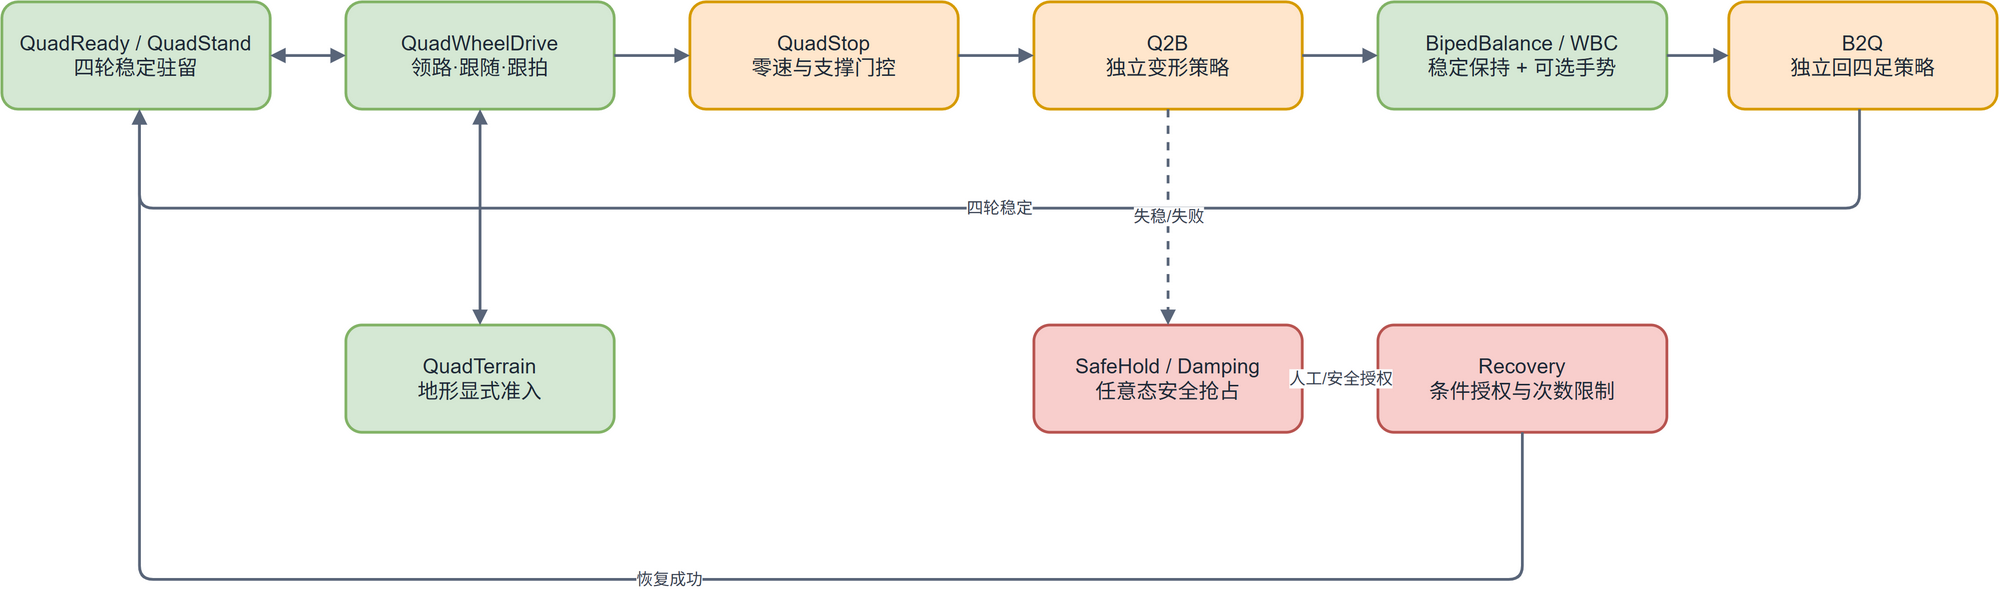 QuadReady / QuadStand
四轮稳定驻留
QuadWheelDrive
领路·跟随·跟拍
QuadStop
零速与支撑门控
Q2B
独立变形策略
BipedBalance / WBC
稳定保持 + 可选手势
B2Q
独立回四足策略
四轮稳定
失稳/失败
QuadTerrain
地形显式准入
SafeHold / Damping
任意态安全抢占
人工/安全授权
Recovery
条件授权与次数限制
恢复成功